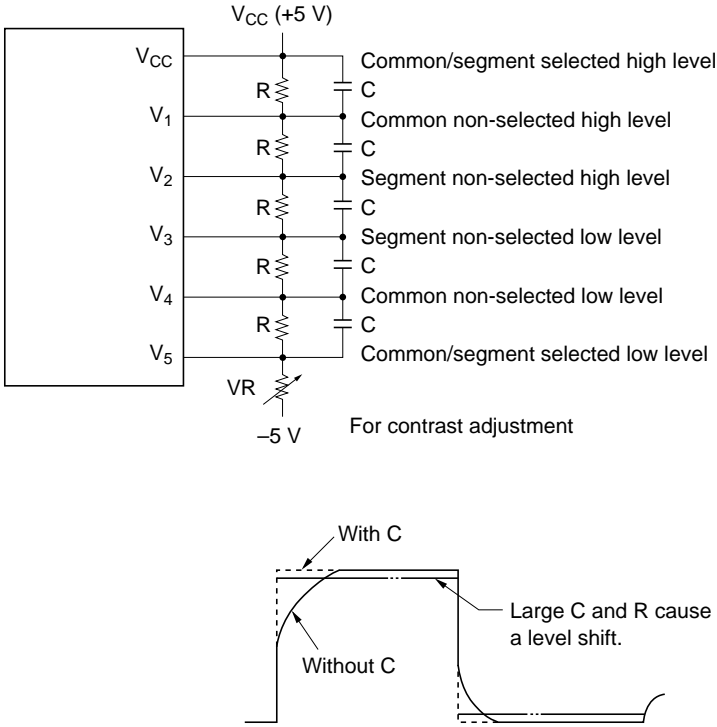 V_CC (+5 V)
V_CC
Common/segment selected high level
R
C
V_1
Common non-selected high level
R
C
V_2
Segment non-selected high level
R
C
V_3
Segment non-selected low level
R
C
V_4
Common non-selected low level
R
C
V_5
Common/segment selected low level
VR
–5 V
For contrast adjustment
With C
Large C and R cause
a level shift.
Without C